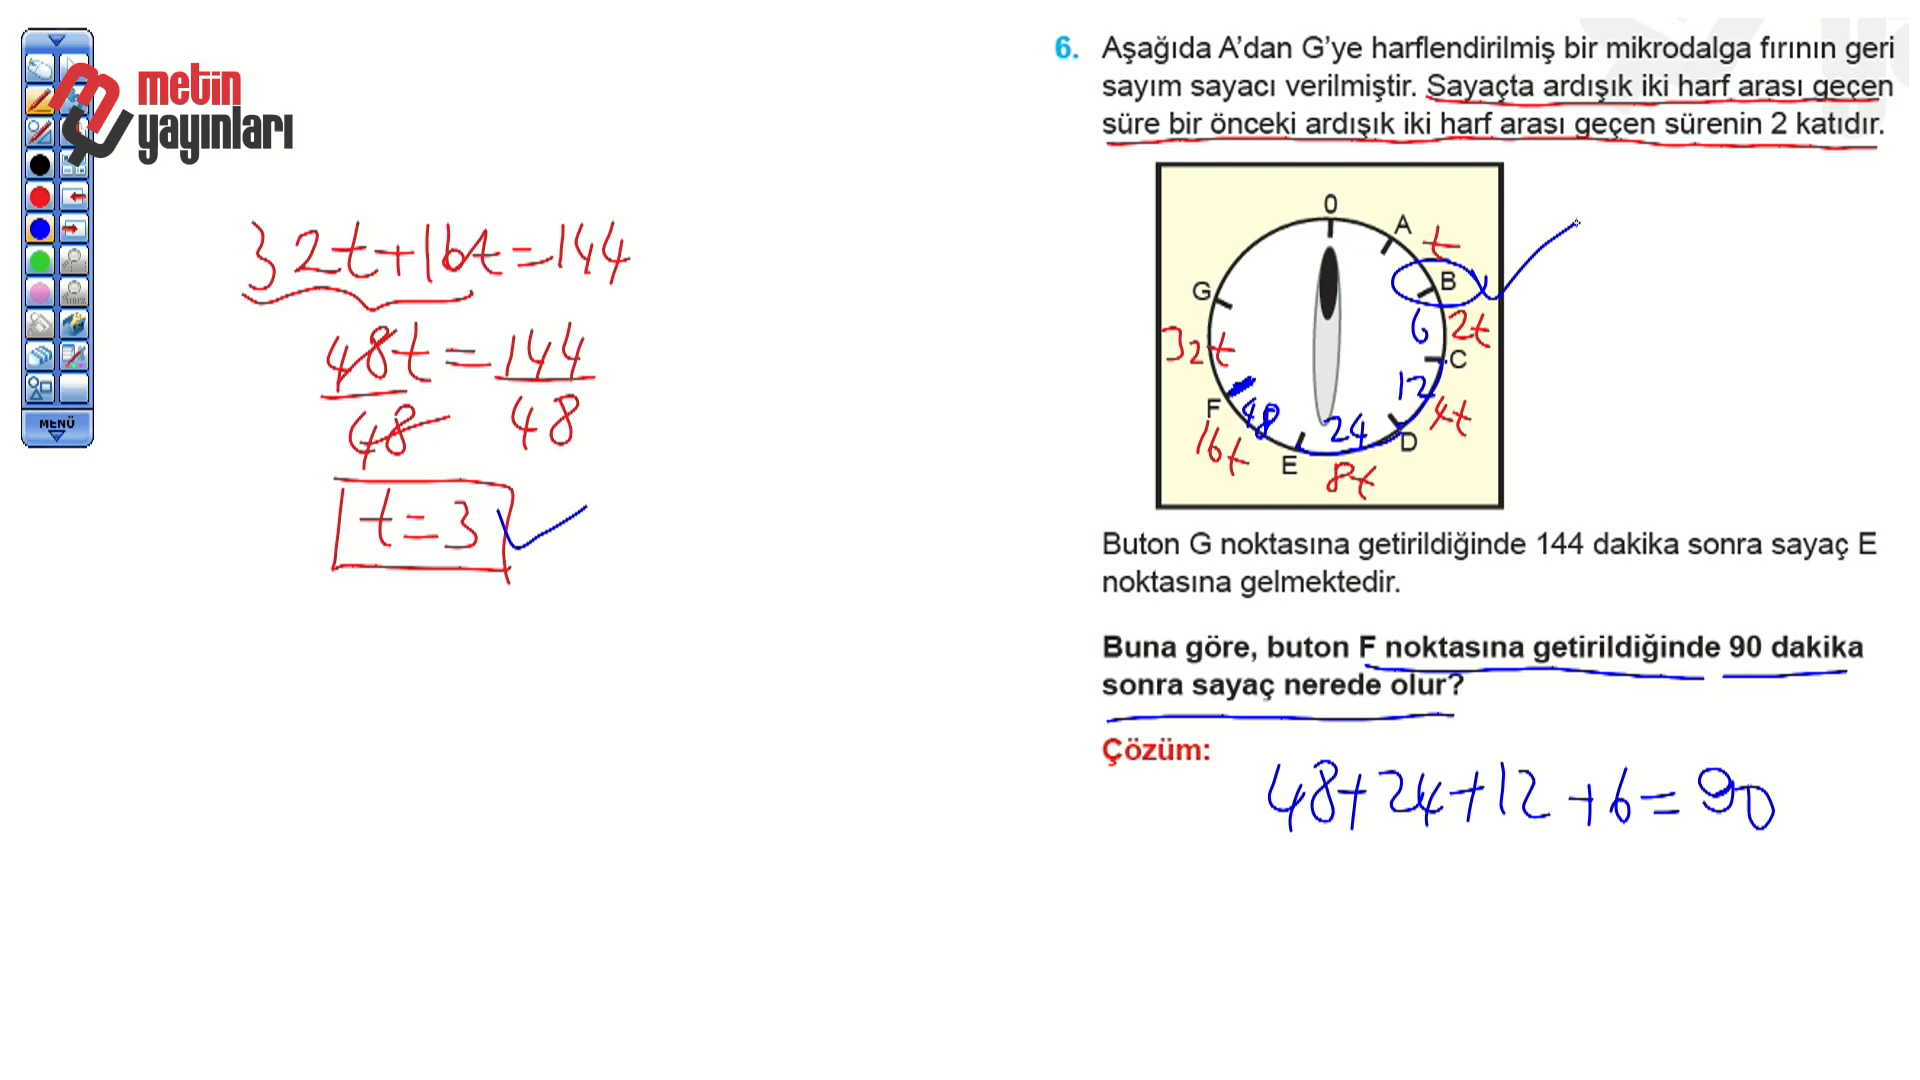 metin
yayınları
MENÜ
32t+16t=144
48t = 144
48 48
t=3
6. Aşağıda A'dan G'ye harflendirilmiş bir mikrodalga fırının geri
sayım sayacı verilmiştir. Sayaçta ardışık iki harf arası geçen
süre bir önceki ardışık iki harf arası geçen sürenin 2 katıdır.
0
A
t
B
G
6 2t
32t
C
12
4t
F
48
24
D
16t
E
8t
Buton G noktasına getirildiğinde 144 dakika sonra sayaç E
noktasına gelmektedir.
Buna göre, buton F noktasına getirildiğinde 90 dakika
sonra sayaç nerede olur?
Çözüm:
48+24+12+6=90